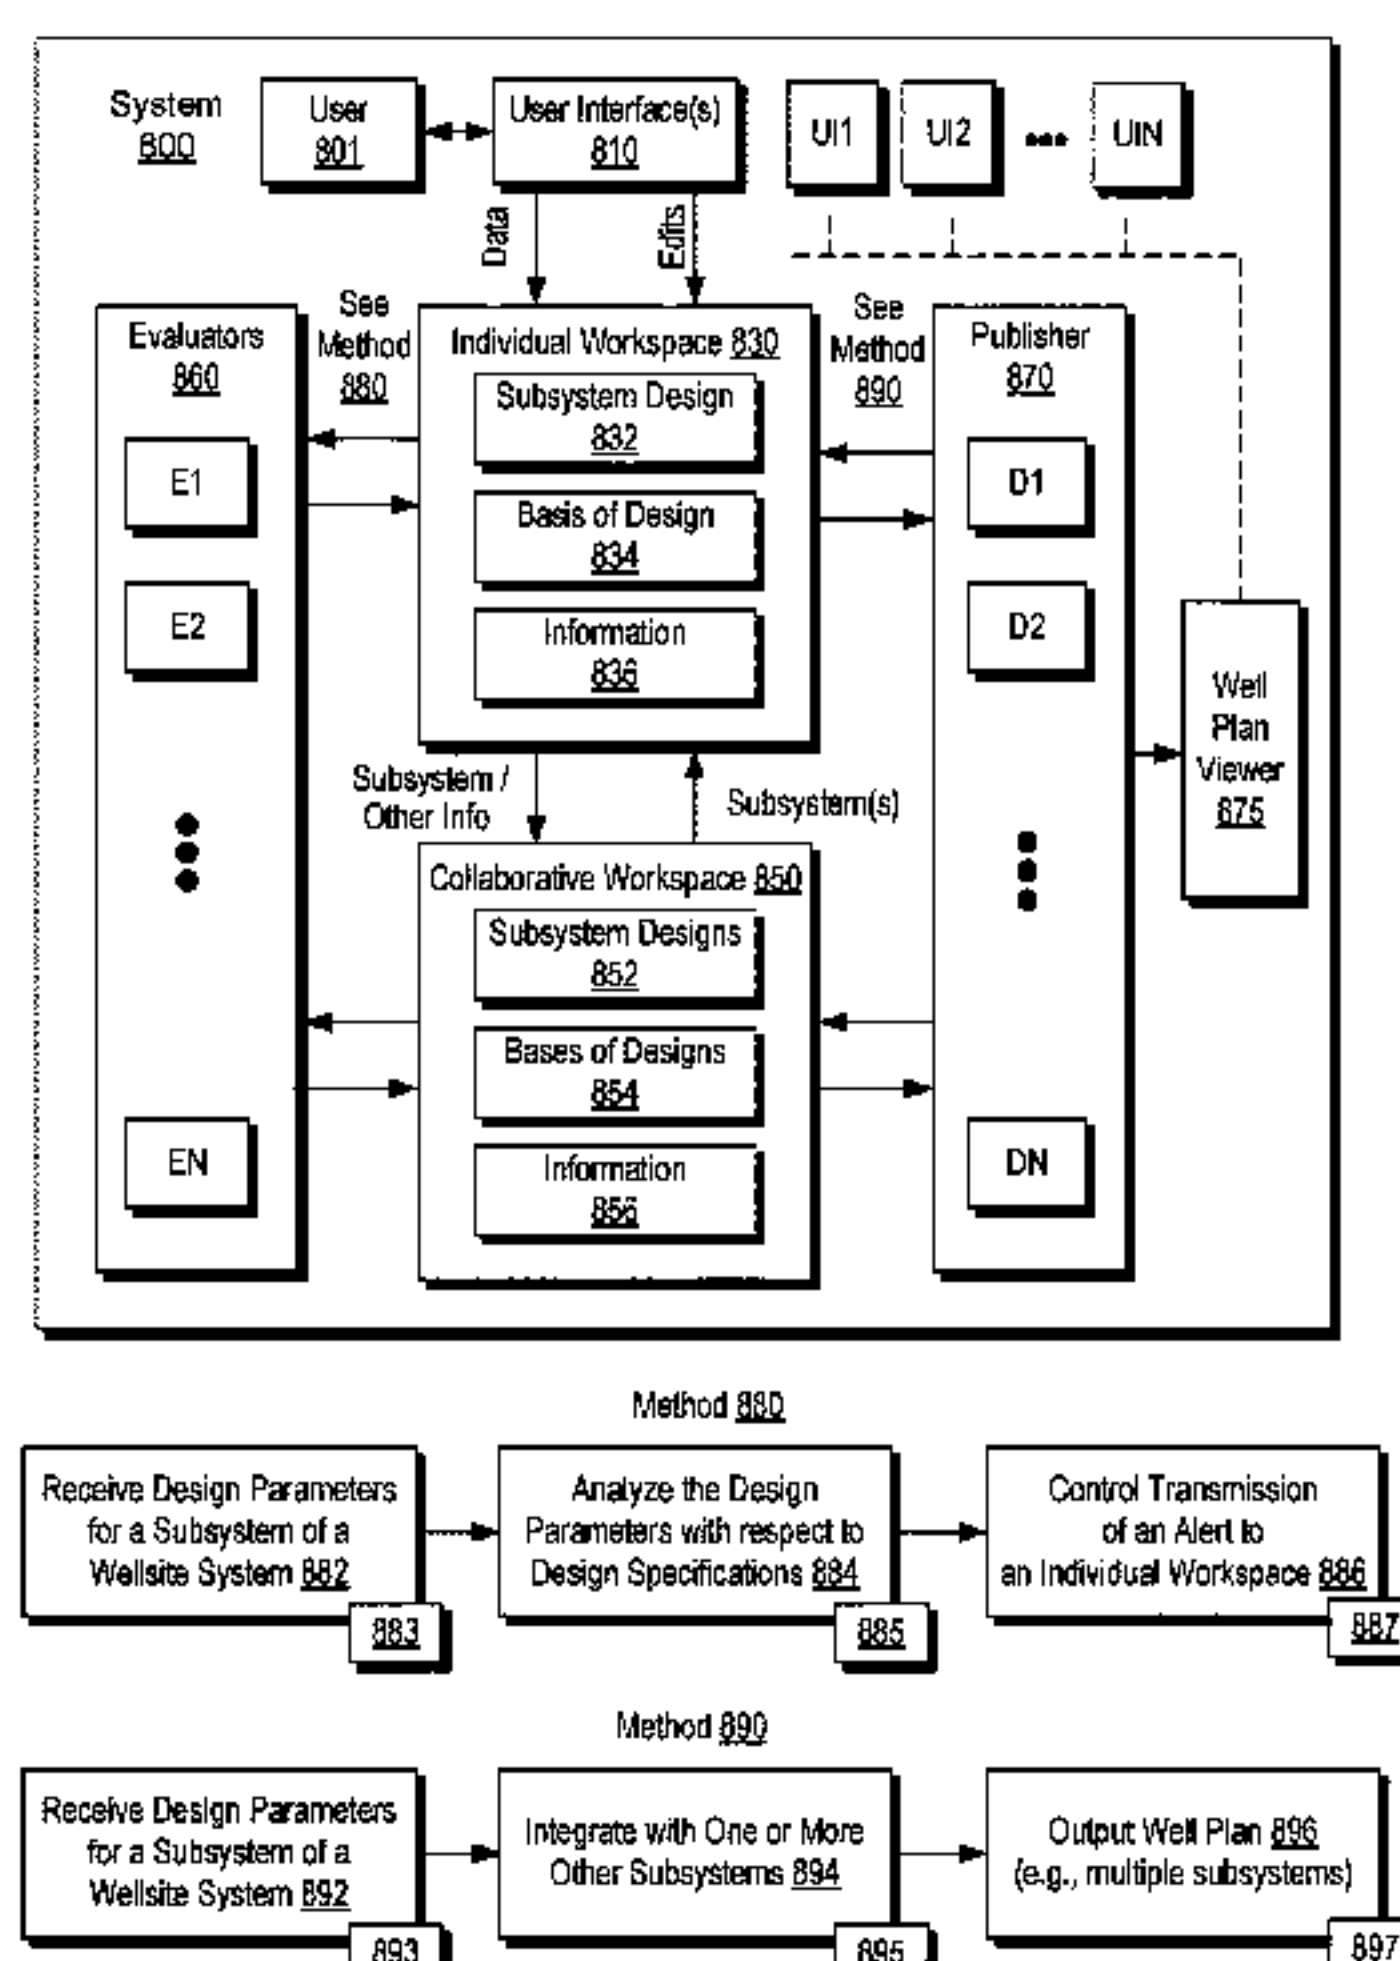 System
800
User
801
User Interface(s)
810
UI1
UI2
UIN
Data
Edits
Evaluators
860
E1
E2
EN
See
Method
880
Individual Workspace 830
Subsystem Design
832
Basis of Design
834
Information
836
See
Method
890
Publisher
870
D1
D2
DN
Well
Plan
Viewer
875
Subsystem /
Other Info
Subsystem(s)
Collaborative Workspace 850
Subsystem Designs
852
Bases of Designs
854
Information
856
Method 880
Receive Design Parameters
for a Subsystem of a
Wellsite System 882
883
Analyze the Design
Parameters with respect to
Design Specifications 884
885
Control Transmission
of an Alert to
an Individual Workspace 886
887
Method 890
Receive Design Parameters
for a Subsystem of a
Wellsite System 892
893
Integrate with One or More
Other Subsystems 894
895
Output Well Plan 896
(e.g., multiple subsystems)
897